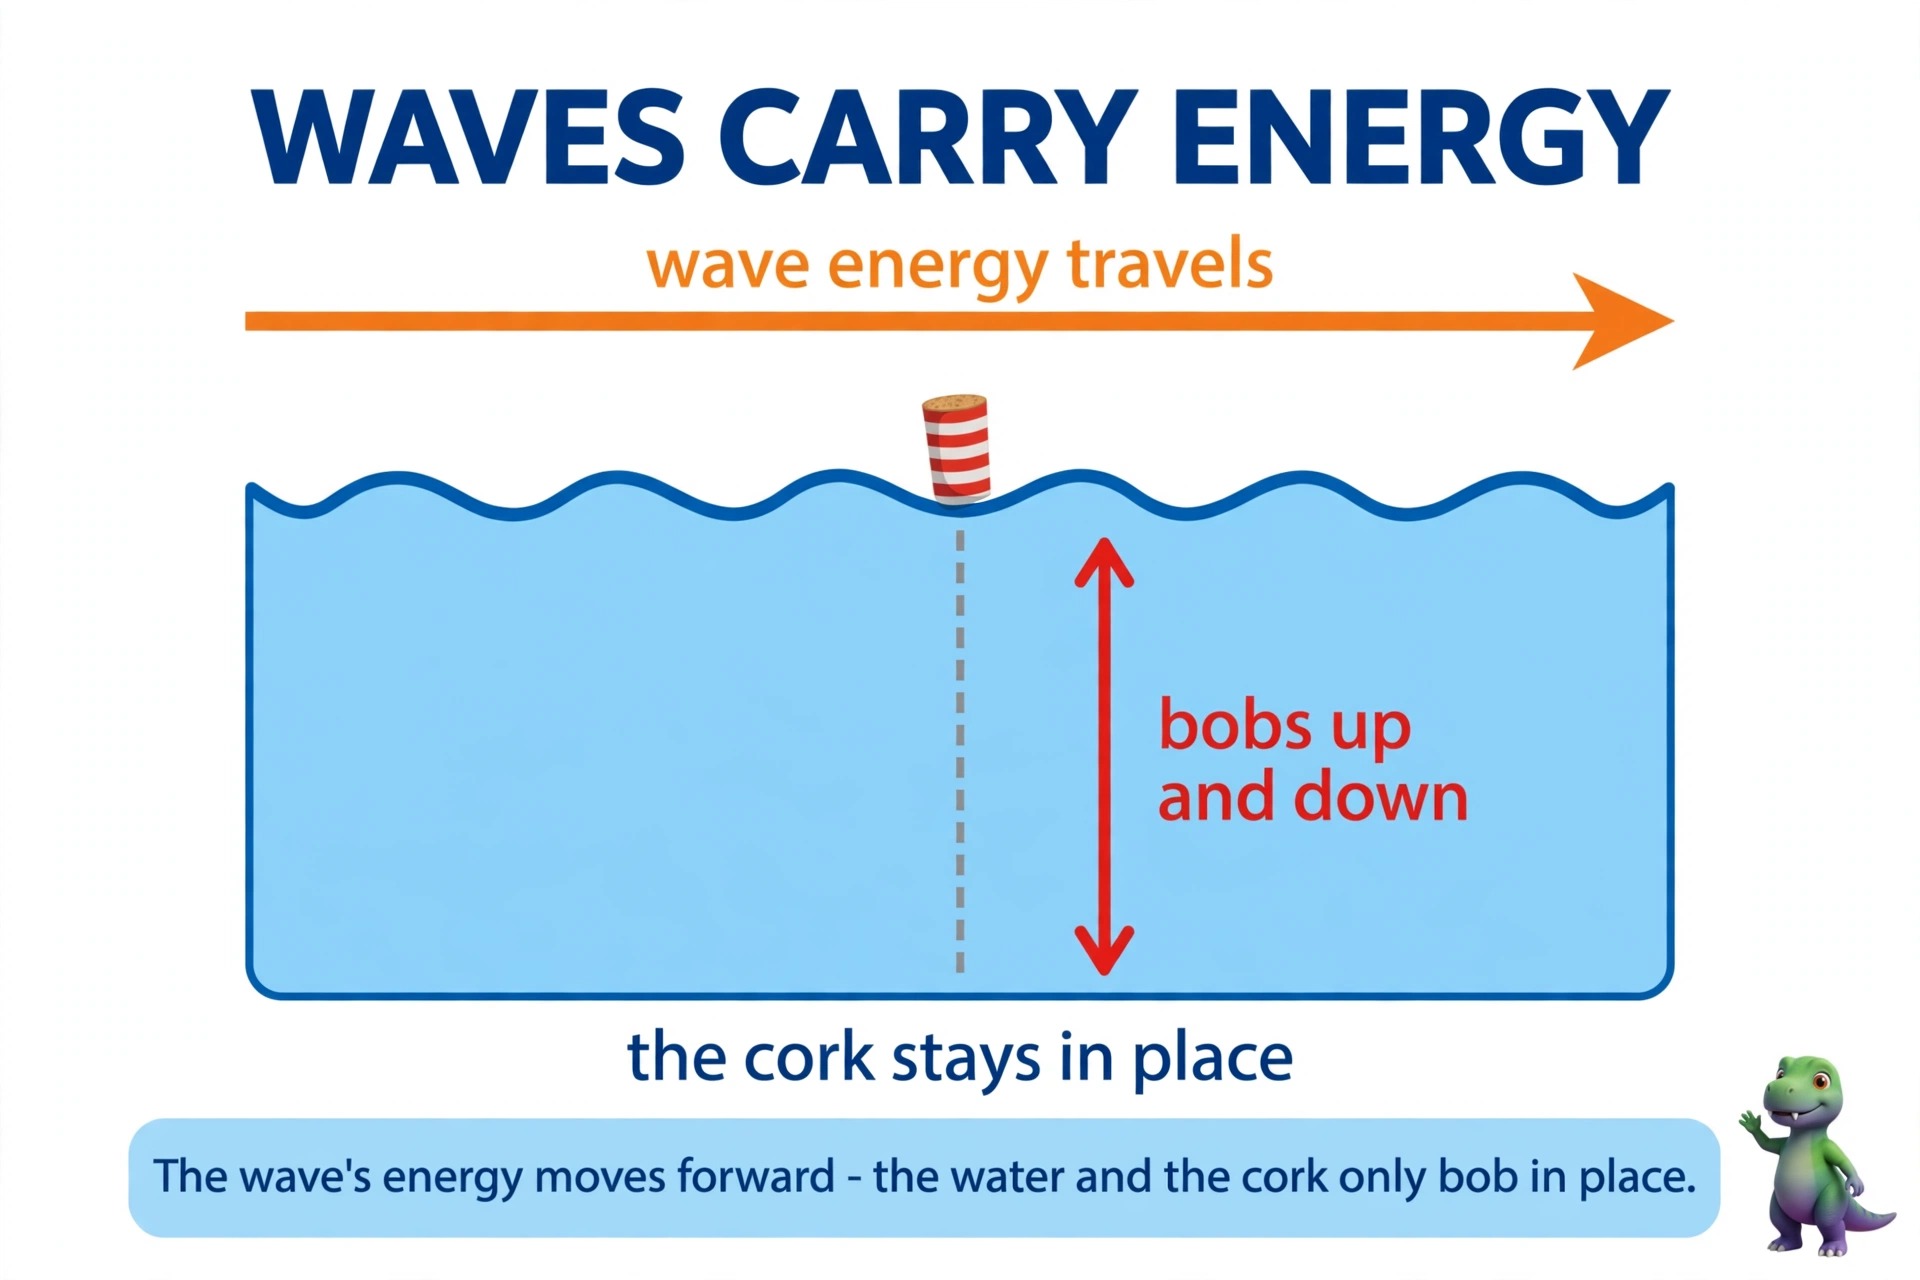 WAVES CARRY ENERGY
wave energy travels
bobs up
and down
the cork stays in place
The wave's energy moves forward - the water and the cork only bob in place.